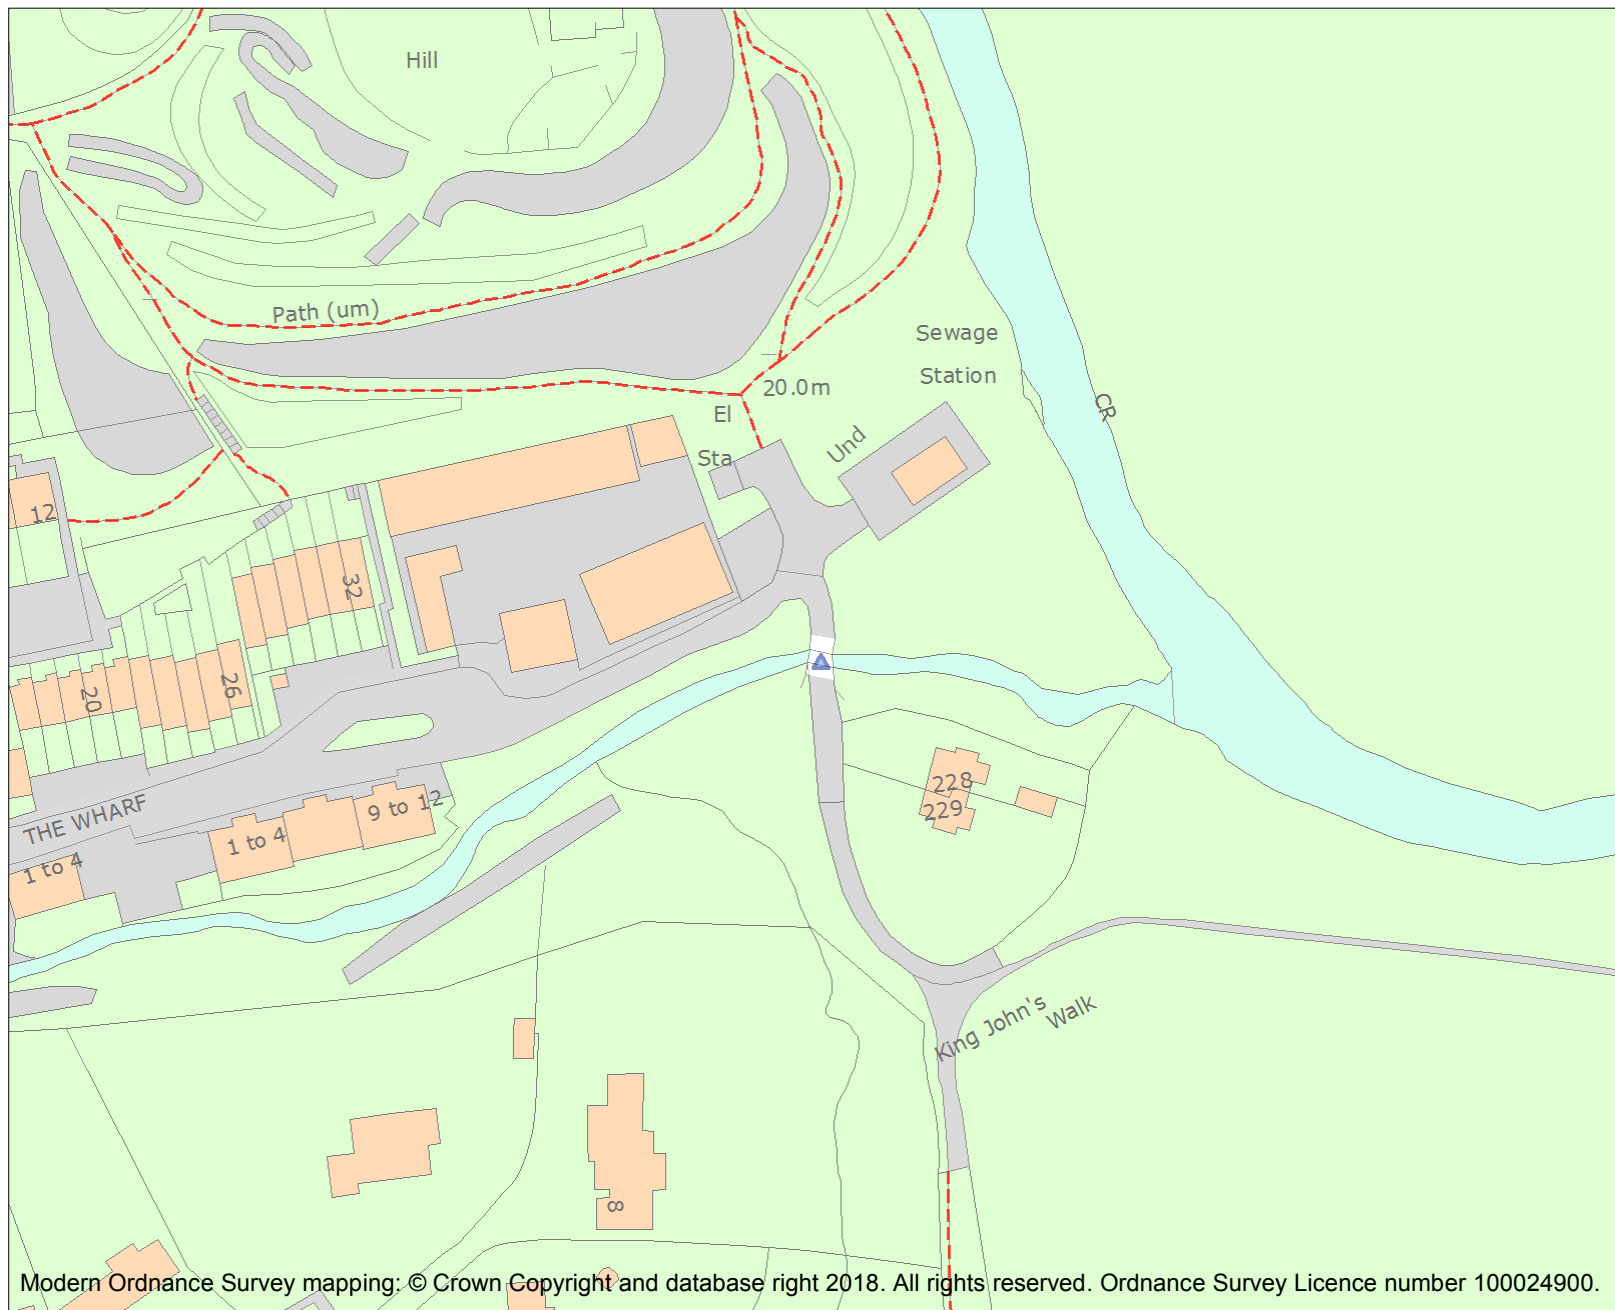 Hill
Path (um)
Sewage
Station
20.0m
El
Sta
Und
CR
12
32
26
20
THE WHARF
9 to 12
1 to 4
1 to 4
228
229
King John's
Walk
8
Modern Ordnance Survey mapping: © Crown Copyright and database right 2018. All rights reserved. Ordnance Survey Licence number 100024900.